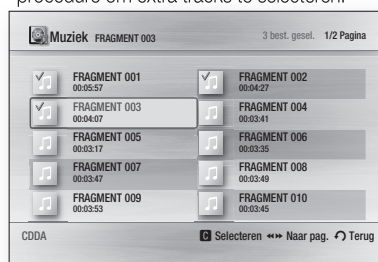 procedure om extra tracks te selecteren.
Muziek FRAGMENT 003 3 best. gesel. 1/2 Pagina
FRAGMENT 001 FRAGMENT 002
00:05:57 00:04:27
FRAGMENT 003 FRAGMENT 004
00:04:07 00:03:41
FRAGMENT 005 FRAGMENT 006
00:03:17 00:03:35
FRAGMENT 007 FRAGMENT 008
00:03:47 00:03:49
FRAGMENT 009 FRAGMENT 010
00:03:53 00:03:45
CDDA C Selecteren Naar pag. Terug